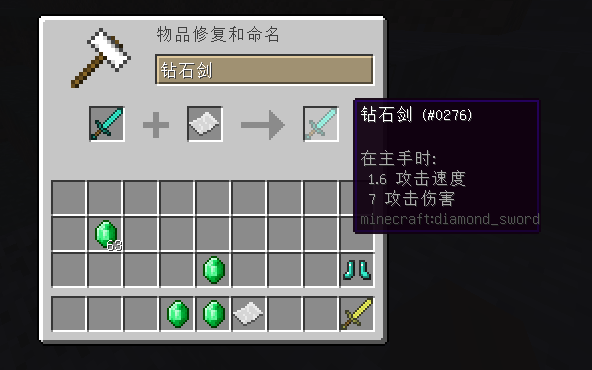 物品修复和命名
钻石剑
钻石剑 (#0276)
在主手时:
1.6 攻击速度
7 攻击伤害
minecraft:diamond_sword
63